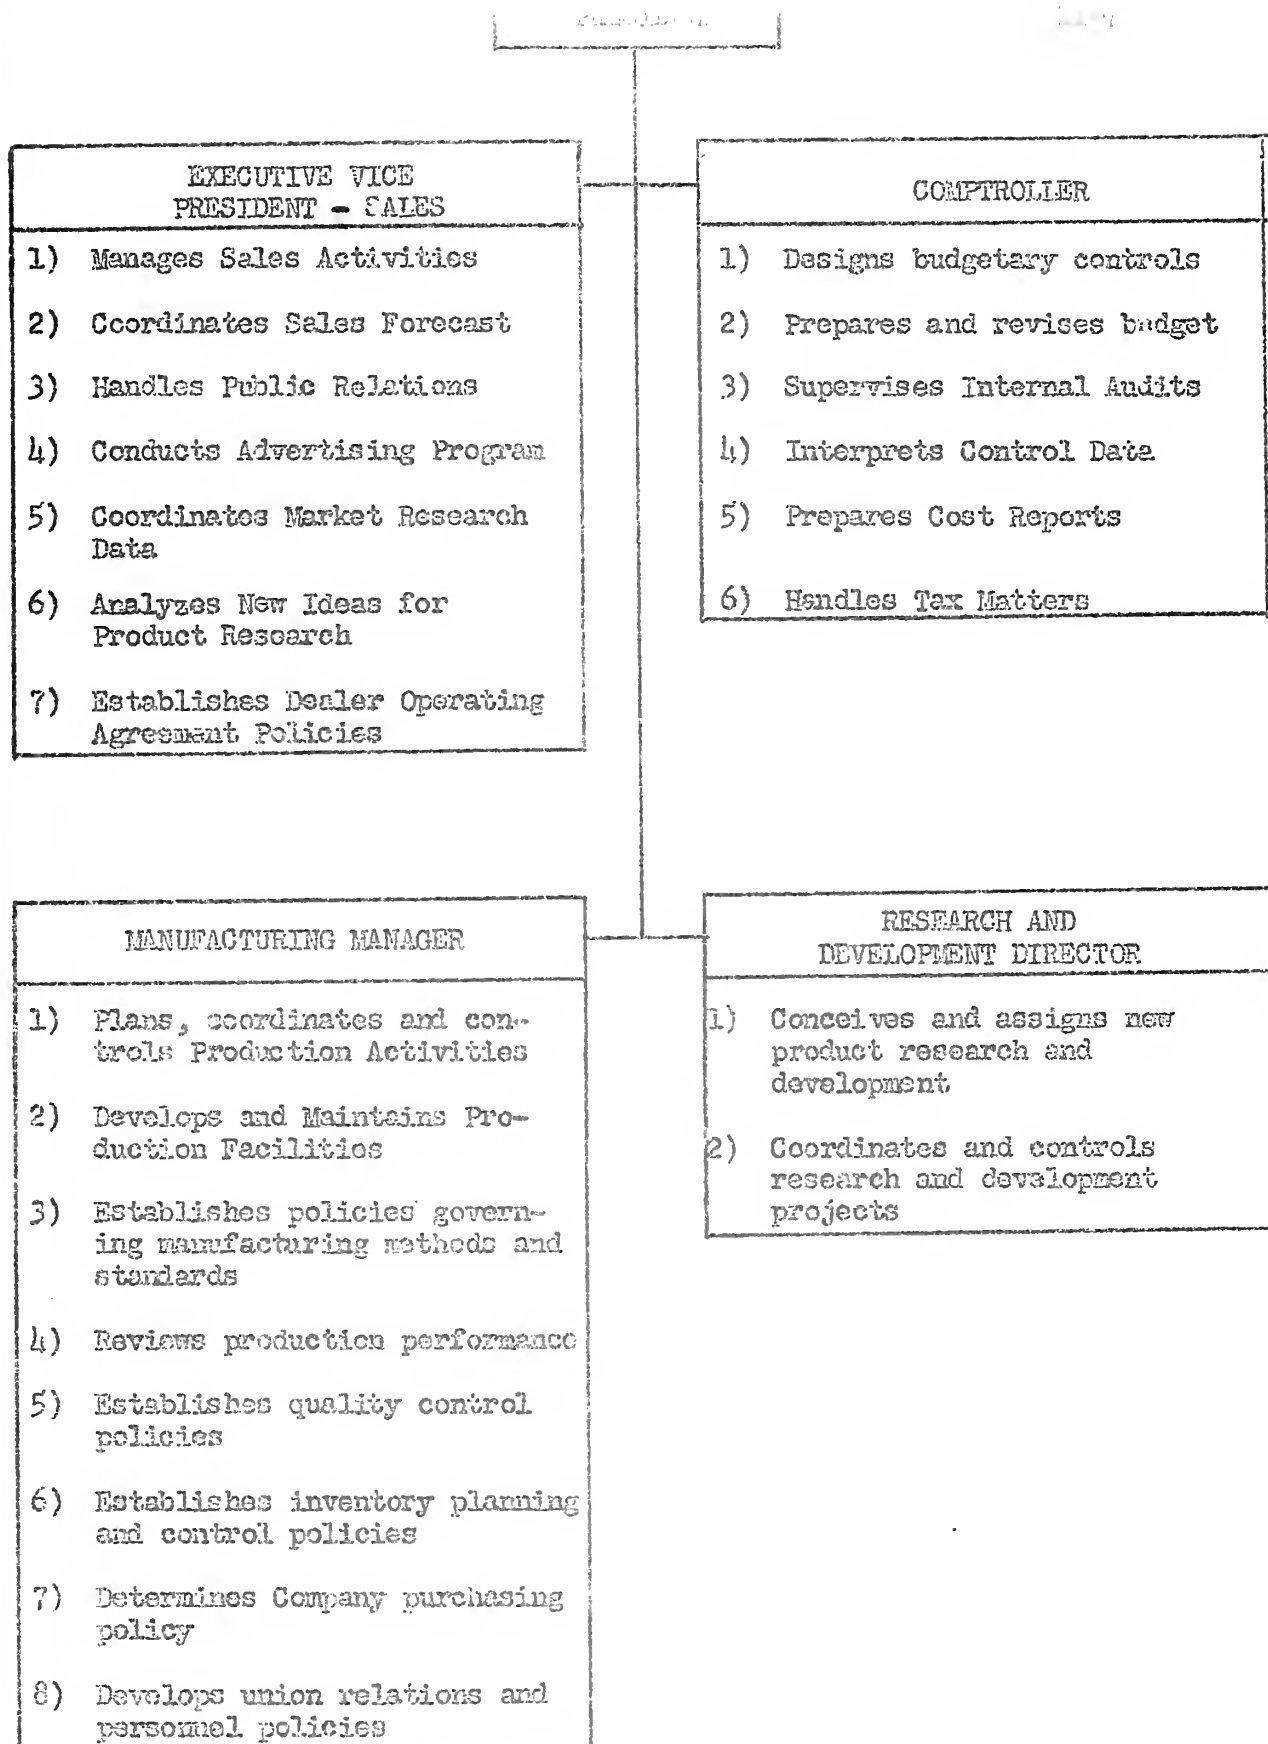 EXECUTIVE VICE
PRESIDENT - SALES
1) Manages Sales Activities
2) Coordinates Sales Forecast
3) Handles Public Relations
4) Conducts Advertising Program
5) Coordinates Market Research
Data
6) Analyzes New Ideas for
Product Research
7) Establishes Dealer Operating
Agreement Policies
COMPTROLLER
1) Designs budgetary controls
2) Prepares and revises budget
3) Supervises Internal Audits
4) Interprets Control Data
5) Prepares Cost Reports
6) Handles Tax Matters
MANUFACTURING MANAGER
1) Plans, coordinates and con-
trols Production Activities
2) Develops and Maintains Pro-
duction Facilities
3) Establishes policies govern-
ing manufacturing methods and
standards
4) Reviews production performance
5) Establishes quality control
policies
6) Establishes inventory planning
and control policies
7) Determines Company purchasing
policy
8) Develops union relations and
personnel policies
RESEARCH AND
DEVELOPMENT DIRECTOR
1) Conceives and assigns new
product research and
development
2) Coordinates and controls
research and development
projects